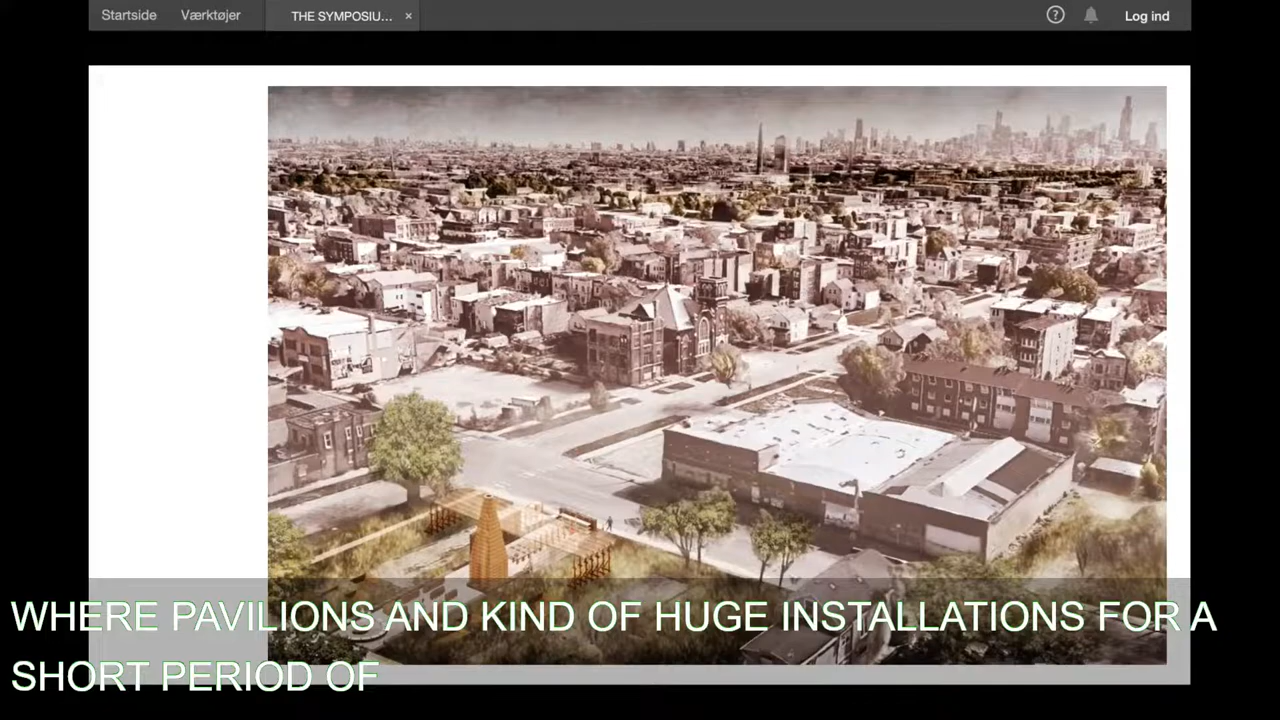 Startside Værktøjer THE SYMPOSIU... × ? Log ind
WHERE PAVILIONS AND KIND OF HUGE INSTALLATIONS FOR A
SHORT PERIOD OF